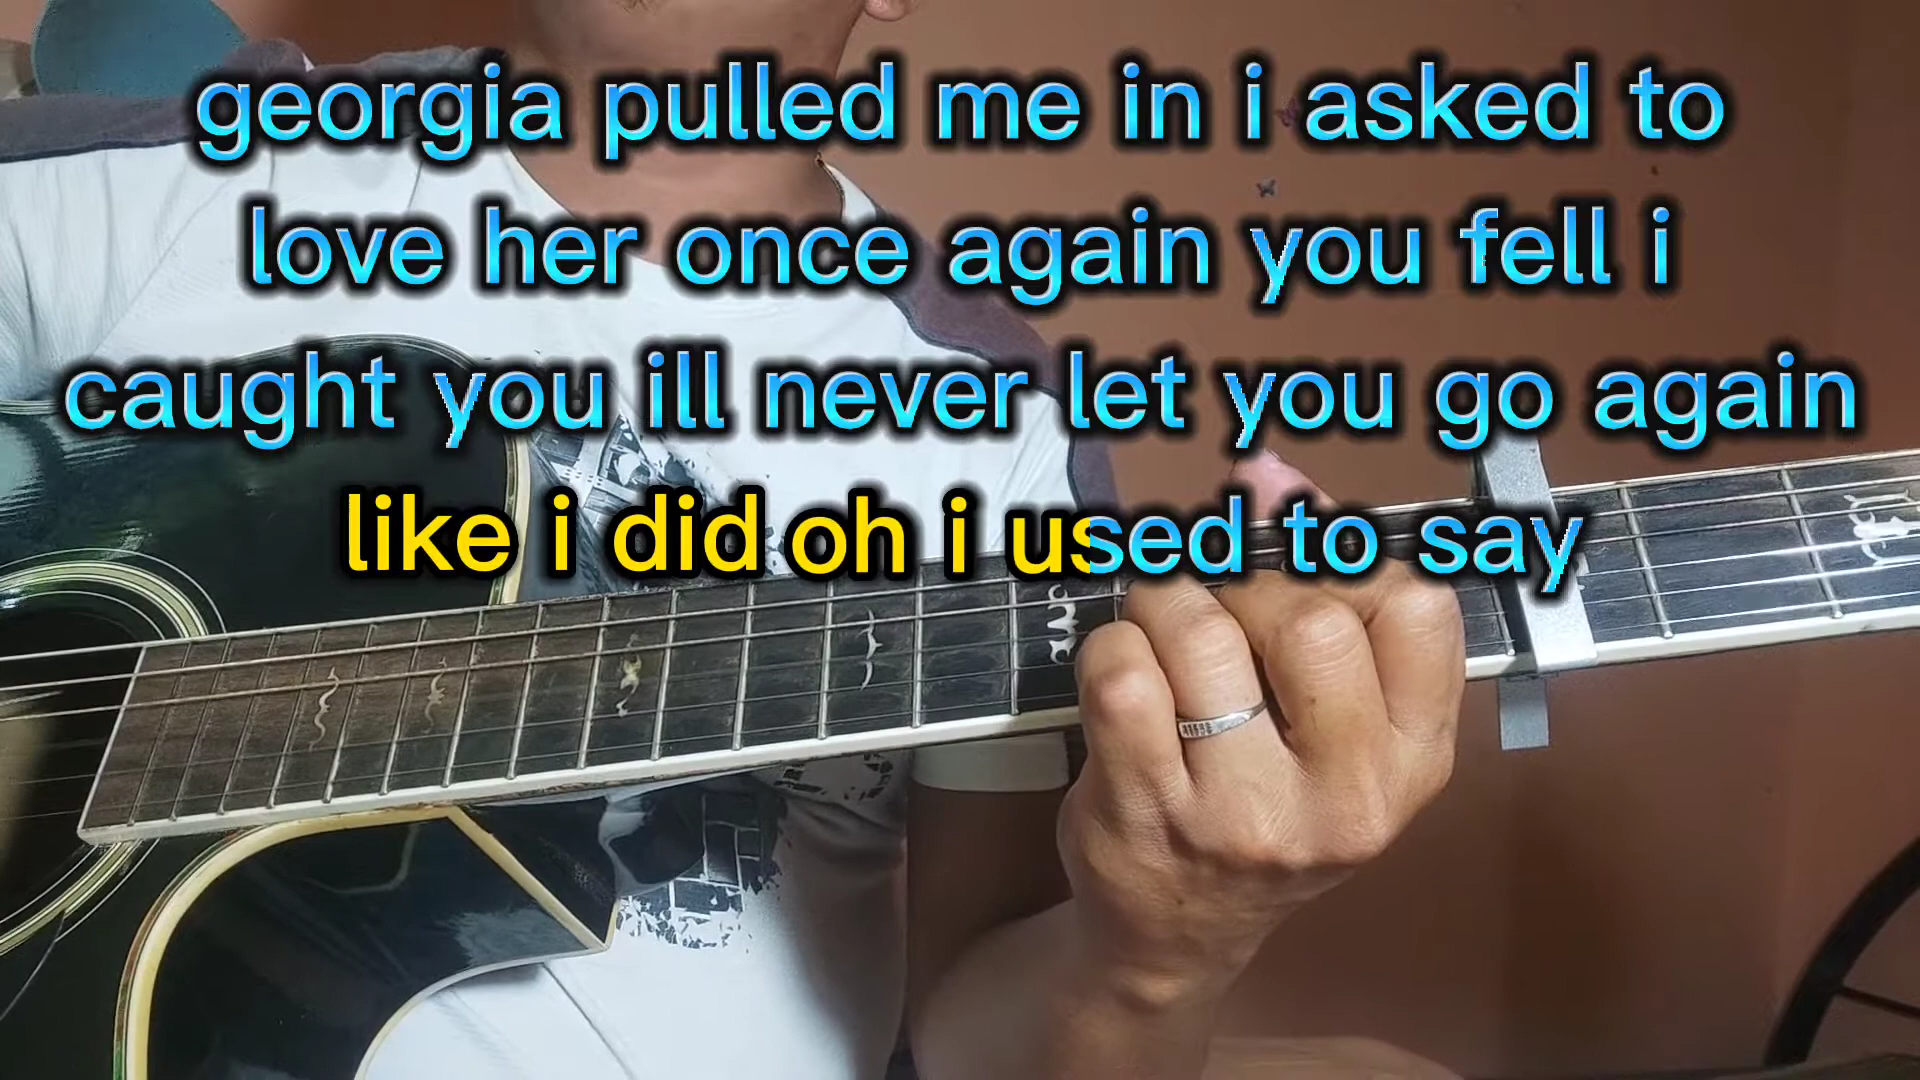 georgia pulled me in i asked to
love her once again you fell i
caught you ill never let you go again
like i did oh i used to say